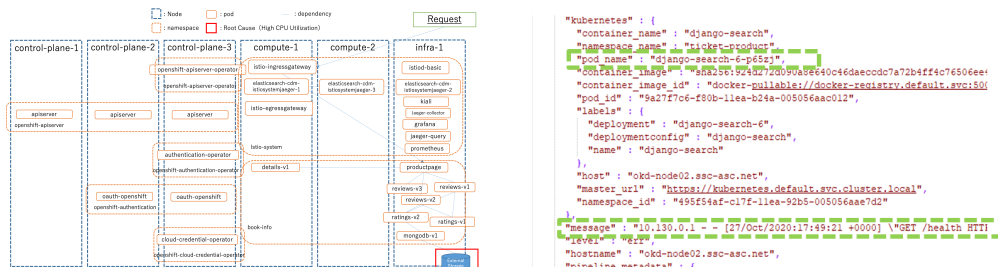 : Node
: pod
: dependency
: namespace
: Root Cause (High CPU Utilization)
Request
control-plane-1
control-plane-2
control-plane-3
compute-1
compute-2
infra-1
openshift-apiserver-operator
openshift-apiserver-operator
istio-ingressgateway
istiod-basic
elasticsearch-cdm-
istiosystemjaeger-1
elasticsearch-cdm-
istiosystemjaeger-3
elasticsearch-cdm-
istiosystemjaeger-2
istio-egressgateway
kiali
jaeger-collector
grafana
jaeger-query
prometheus
apiserver
apiserver
apiserver
openshift-apiserver
istio-system
authentication-operator
openshift-authentication-operator
details-v1
productpage
reviews-v3
reviews-v1
reviews-v2
oauth-openshift
oauth-openshift
openshift-authentication
ratings-v2
ratings-v1
book-info
mongodb-v1
cloud-credential-operator
openshift-cloud-credential-operator
External
"kubernetes" : {
"container_name" : "django-search",
"namespace_name" : "ticket-product",
"pod_name" : "django-search-6-p65zj",
"container_image" :
"container_image_id" : "docker-pullable://docker-registry.default.svc:500
"pod_id" : "9a27f7c6-f80b-11ea-b24a-005056aac012",
"labels" : {
"deployment" : "django-search-6",
"deploymentconfig" : "django-search",
"name" : "django-search"
},
"host" : "okd-node02.ssc-asc.net",
"master_url" : "https://kubernetes.default.svc.cluster.local",
"namespace_id" : "495f54af-c17f-11ea-92b5-005056aae7d2"
},
"message" : "10.130.0.1 - - [27/Oct/2020:17:49:21 +0000] \"GET /health HTT
"level" : "err",
"hostname" : "okd-node02.ssc-asc.net",
"pipeline_metadata" : {